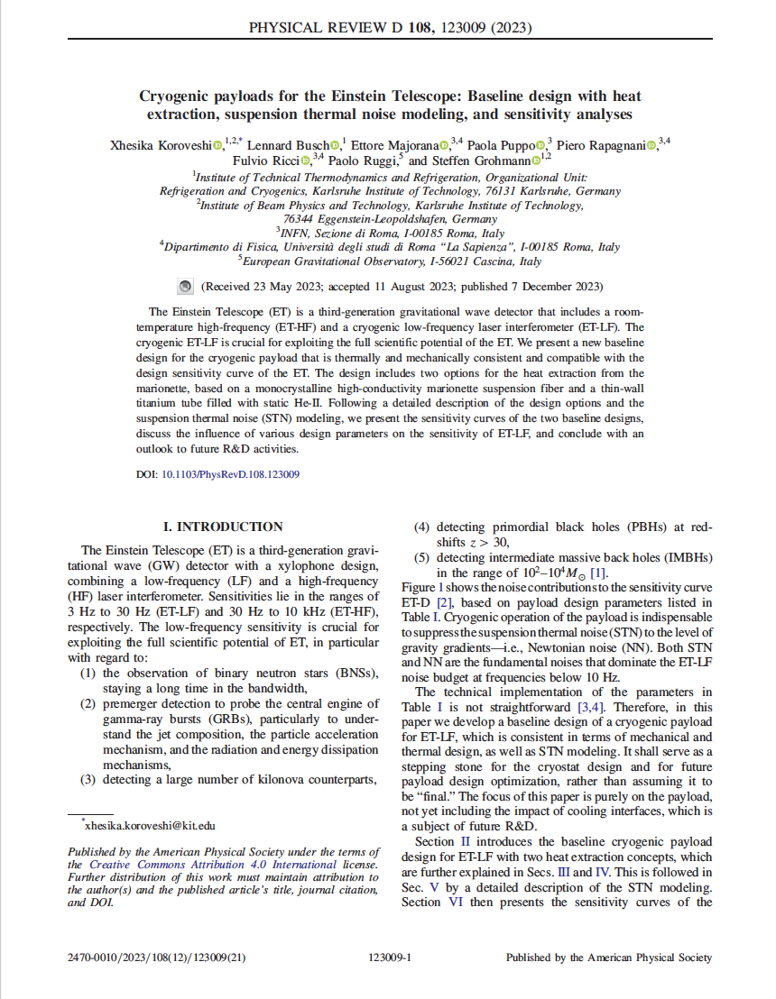 PHYSICAL REVIEW D 108, 123009 (2023)
Cryogenic payloads for the Einstein Telescope: Baseline design with heat
extraction, suspension thermal noise modeling, and sensitivity analyses
Xhesika Koroveshi,1,2,* Lennard Busch,1 Ettore Majorana,3,4 Paola Puppo,3 Piero Rapagnani,3,4
Fulvio Ricci,3,4 Paolo Ruggi,5 and Steffen Grohmann1,2
1Institute of Technical Thermodynamics and Refrigeration, Organizational Unit:
Refrigeration and Cryogenics, Karlsruhe Institute of Technology, 76131 Karlsruhe, Germany
2Institute of Beam Physics and Technology, Karlsruhe Institute of Technology,
76344 Eggenstein-Leopoldshafen, Germany
3INFN, Sezione di Roma, I-00185 Roma, Italy
4Dipartimento di Fisica, Università degli studi di Roma “La Sapienza”, I-00185 Roma, Italy
5European Gravitational Observatory, I-56021 Cascina, Italy
(Received 23 May 2023; accepted 11 August 2023; published 7 December 2023)
The Einstein Telescope (ET) is a third-generation gravitational wave detector that includes a room-
temperature high-frequency (ET-HF) and a cryogenic low-frequency laser interferometer (ET-LF). The
cryogenic ET-LF is crucial for exploiting the full scientific potential of the ET. We present a new baseline
design for the cryogenic payload that is thermally and mechanically consistent and compatible with the
design sensitivity curve of the ET. The design includes two options for the heat extraction from the
marionette, based on a monocrystalline high-conductivity marionette suspension fiber and a thin-wall
titanium tube filled with static He-II. Following a detailed description of the design options and the
suspension thermal noise (STN) modeling, we present the sensitivity curves of the two baseline designs,
discuss the influence of various design parameters on the sensitivity of ET-LF, and conclude with an
outlook to future R&D activities.
DOI: 10.1103/PhysRevD.108.123009
I. INTRODUCTION
The Einstein Telescope (ET) is a third-generation gravi-
tational wave (GW) detector with a xylophone design,
combining a low-frequency (LF) and a high-frequency
(HF) laser interferometer. Sensitivities lie in the ranges of
3 Hz to 30 Hz (ET-LF) and 30 Hz to 10 kHz (ET-HF),
respectively. The low-frequency sensitivity is crucial for
exploiting the full scientific potential of ET, in particular
with regard to:
(1) the observation of binary neutron stars (BNSs),
staying a long time in the bandwidth,
(2) premerger detection to probe the central engine of
gamma-ray bursts (GRBs), particularly to under-
stand the jet composition, the particle acceleration
mechanism, and the radiation and energy dissipation
mechanisms,
(3) detecting a large number of kilonova counterparts,
*xhesika.koroveshi@kit.edu
Published by the American Physical Society under the terms of
the Creative Commons Attribution 4.0 International license.
Further distribution of this work must maintain attribution to
the author(s) and the published article’s title, journal citation,
and DOI.
(4) detecting primordial black holes (PBHs) at red-
shifts z > 30,
(5) detecting intermediate massive back holes (IMBHs)
in the range of 10²–10⁴M⊙ [1].
Figure 1 shows the noise contributions to the sensitivity curve
ET-D [2], based on payload design parameters listed in
Table I. Cryogenic operation of the payload is indispensable
to suppress the suspension thermal noise (STN) to the level of
gravity gradients—i.e., Newtonian noise (NN). Both STN
and NN are the fundamental noises that dominate the ET-LF
noise budget at frequencies below 10 Hz.
The technical implementation of the parameters in
Table I is not straightforward [3,4]. Therefore, in this
paper we develop a baseline design of a cryogenic payload
for ET-LF, which is consistent in terms of mechanical and
thermal design, as well as STN modeling. It shall serve as a
stepping stone for the cryostat design and for future
payload design optimization, rather than assuming it to
be “final.” The focus of this paper is purely on the payload,
not yet including the impact of cooling interfaces, which is
a subject of future R&D.
Section II introduces the baseline cryogenic payload
design for ET-LF with two heat extraction concepts, which
are further explained in Secs. III and IV. This is followed in
Sec. V by a detailed description of the STN modeling.
Section VI then presents the sensitivity curves of the
2470-0010/2023/108(12)/123009(21)
123009-1
Published by the American Physical Society